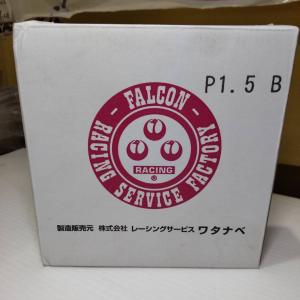 P1.5 B
- FALCON -
RACING SERVICE FACTORY
RACING
®
製造販売元 株式会社 レーシングサービス ワタナベ